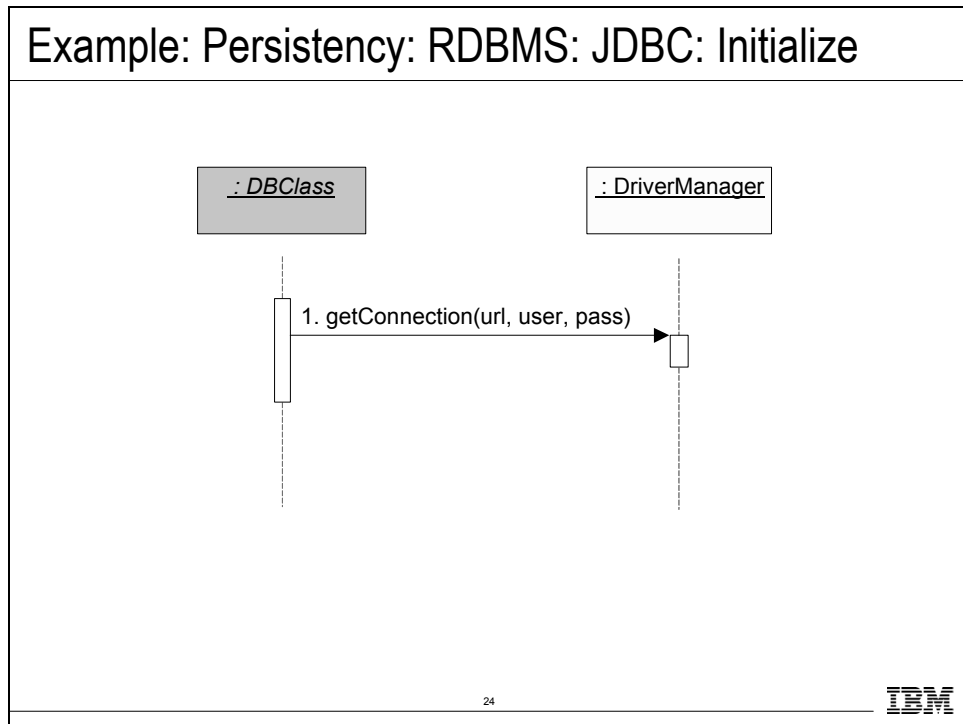 Example: Persistency: RDBMS: JDBC: Initialize
: DBClass
: DriverManager
1. getConnection(url, user, pass)
24
IBM